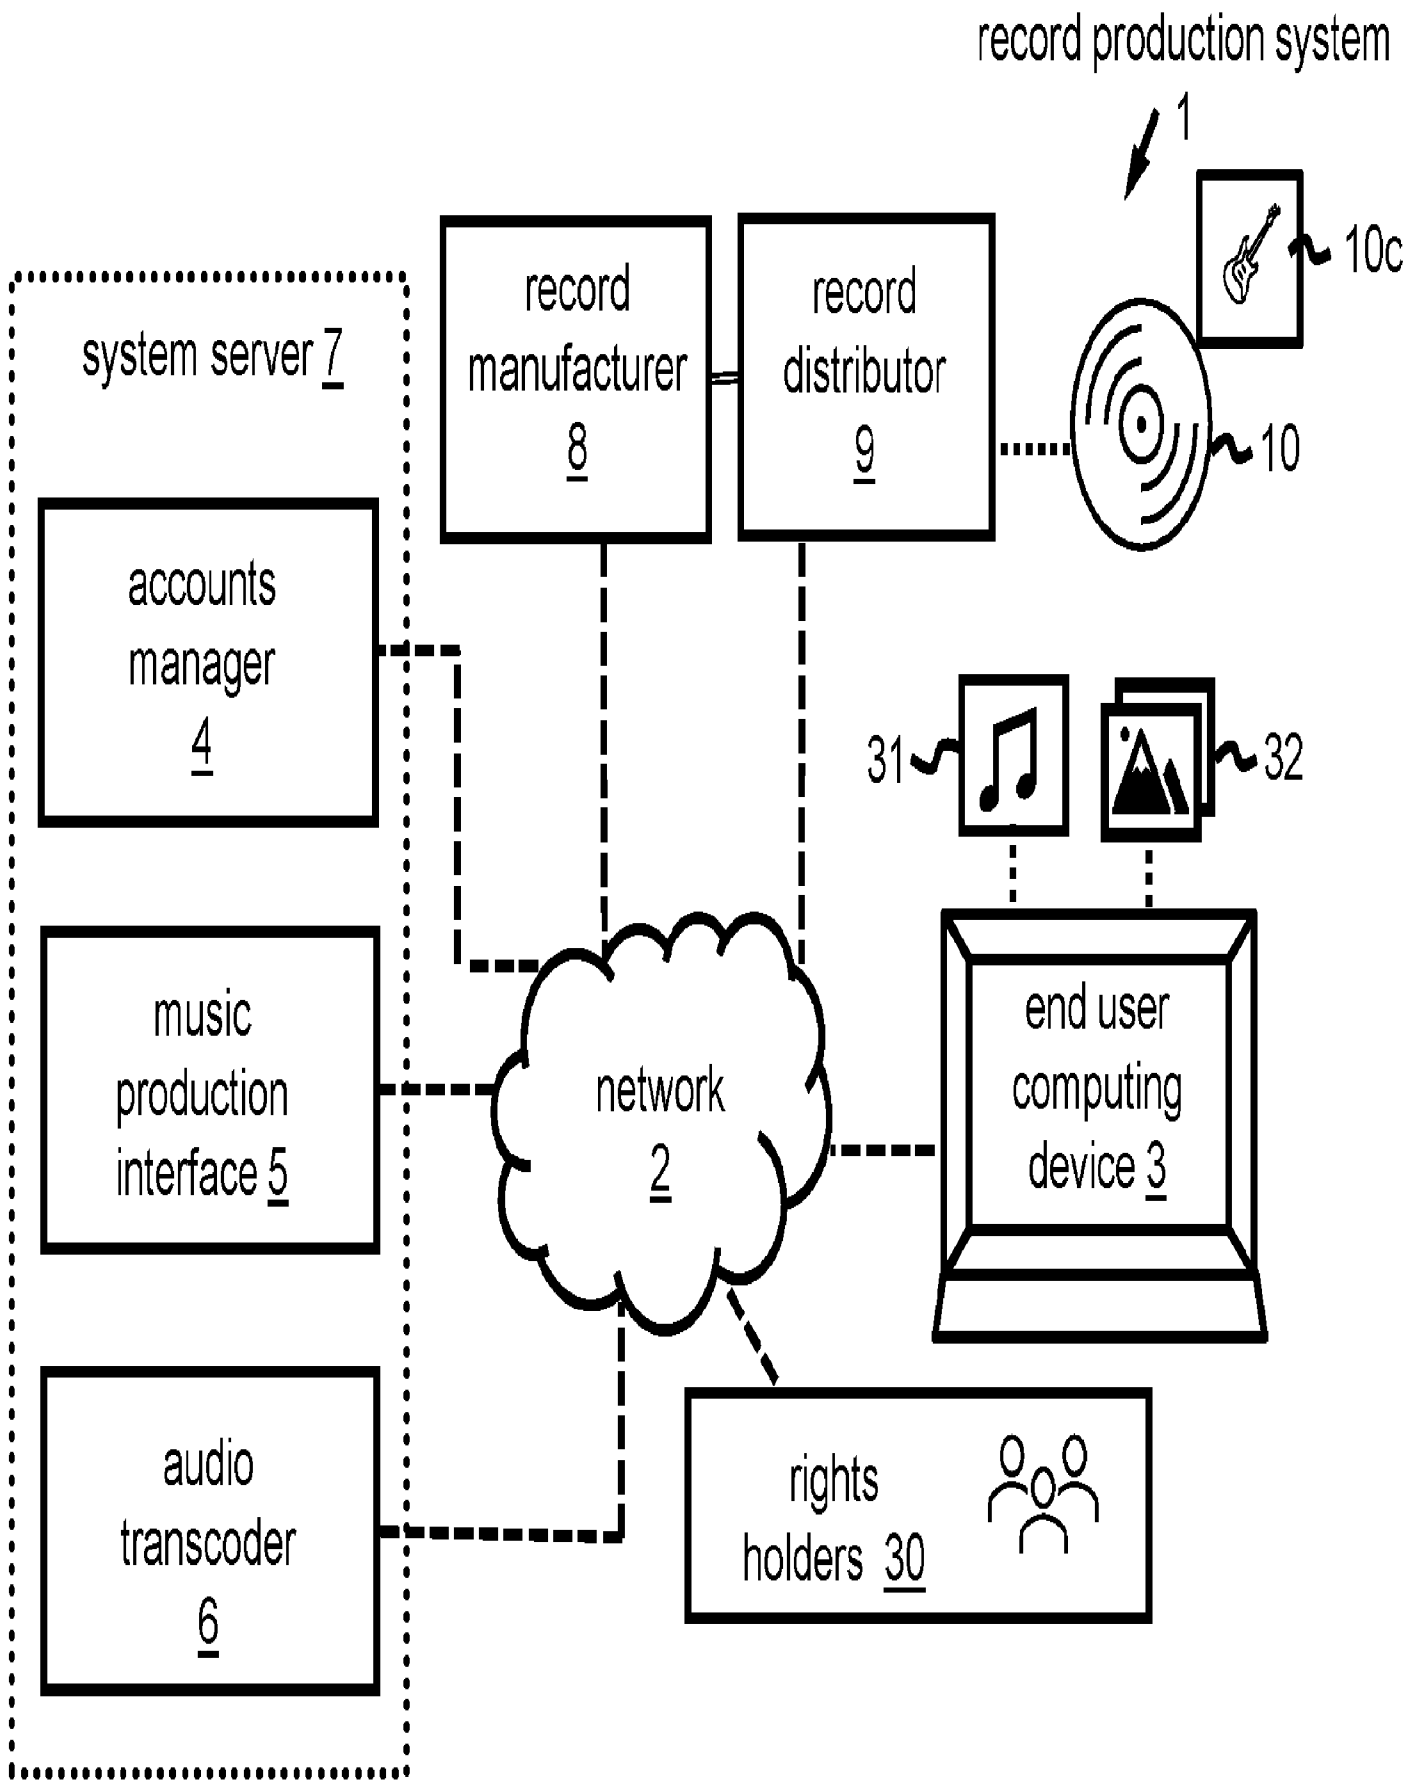 record production system
1
10c
record
manufacturer
8
record
distributor
9
10
system server 7
accounts
manager
4
31
32
music
production
interface 5
network
2
end user
computing
device 3
audio
transcoder
6
rights
holders 30